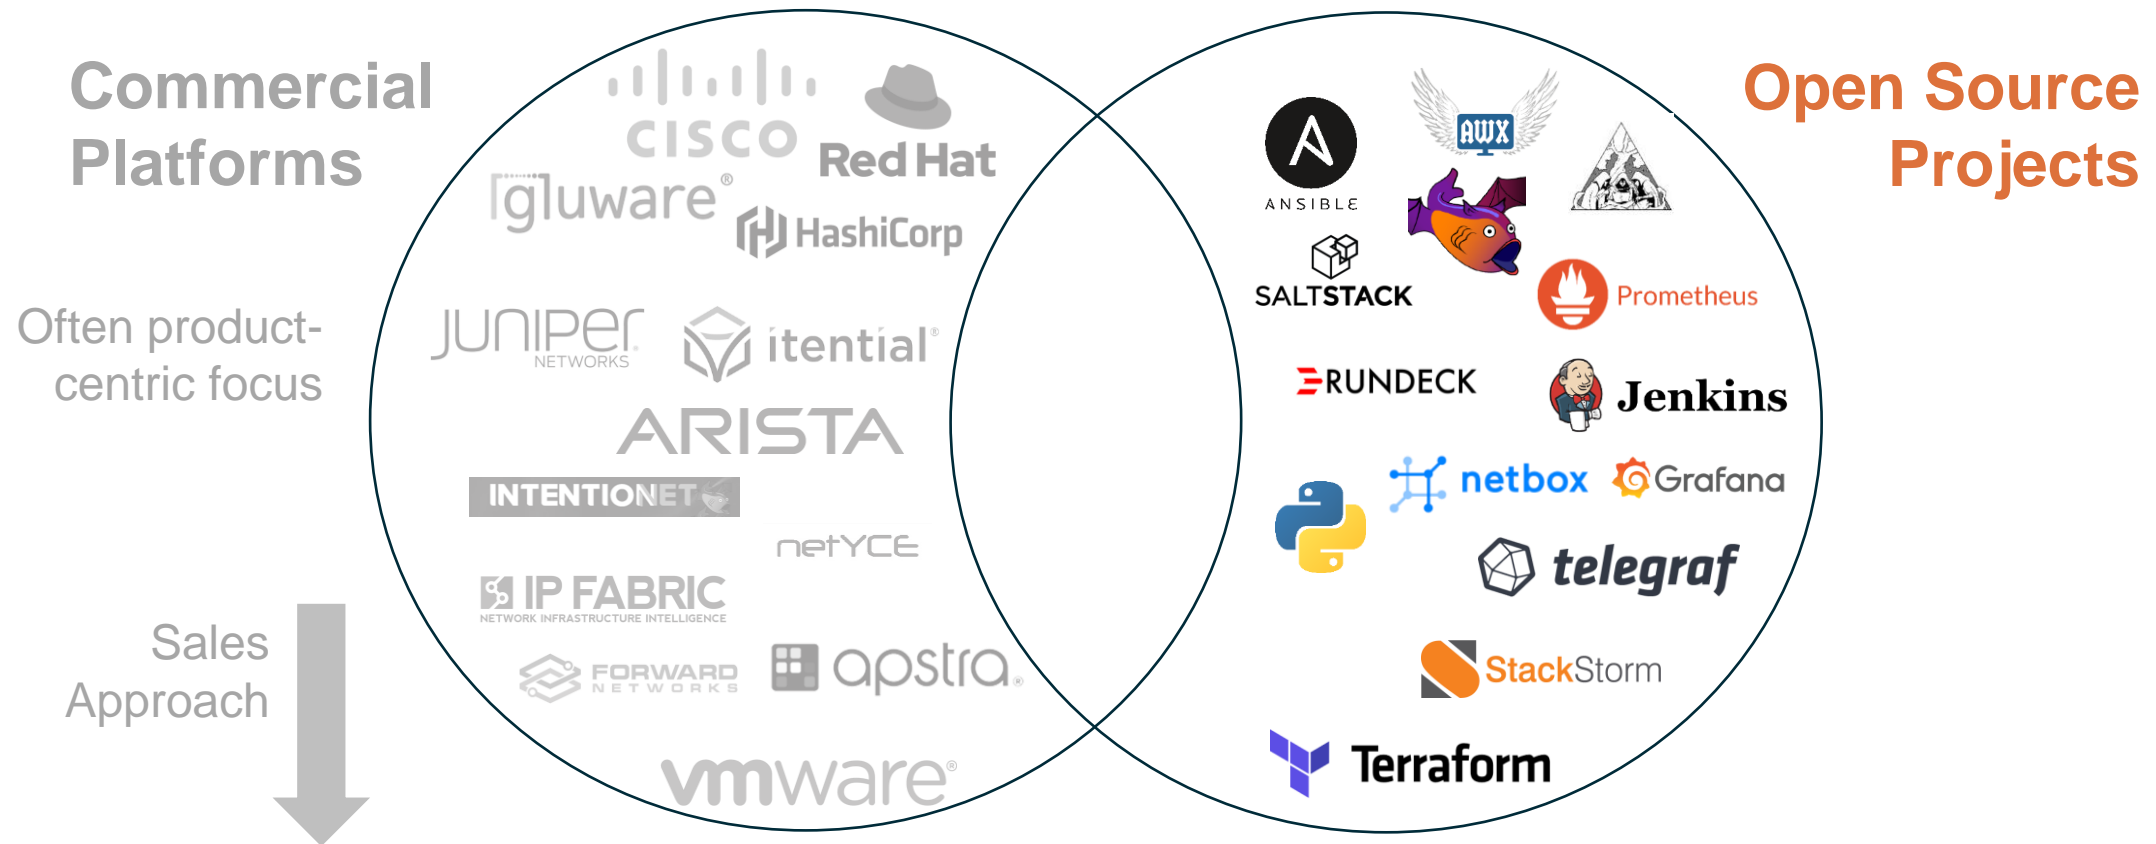 Commercial
Platforms
Often product-
centric focus
Sales
Approach
CISCO
Red Hat
gluware®
HashiCorp
JUNIPER
NETWORKS
itential®
ARISTA
INTENTIONET
netYCE
IP FABRIC
NETWORK INFRASTRUCTURE INTELLIGENCE
FORWARD
NETWORKS
apstra®
vmware®
Open Source
Projects
ANSIBLE
AWX
SALTSTACK
Prometheus
RUNDECK
Jenkins
netbox
Grafana
telegraf
StackStorm
Terraform